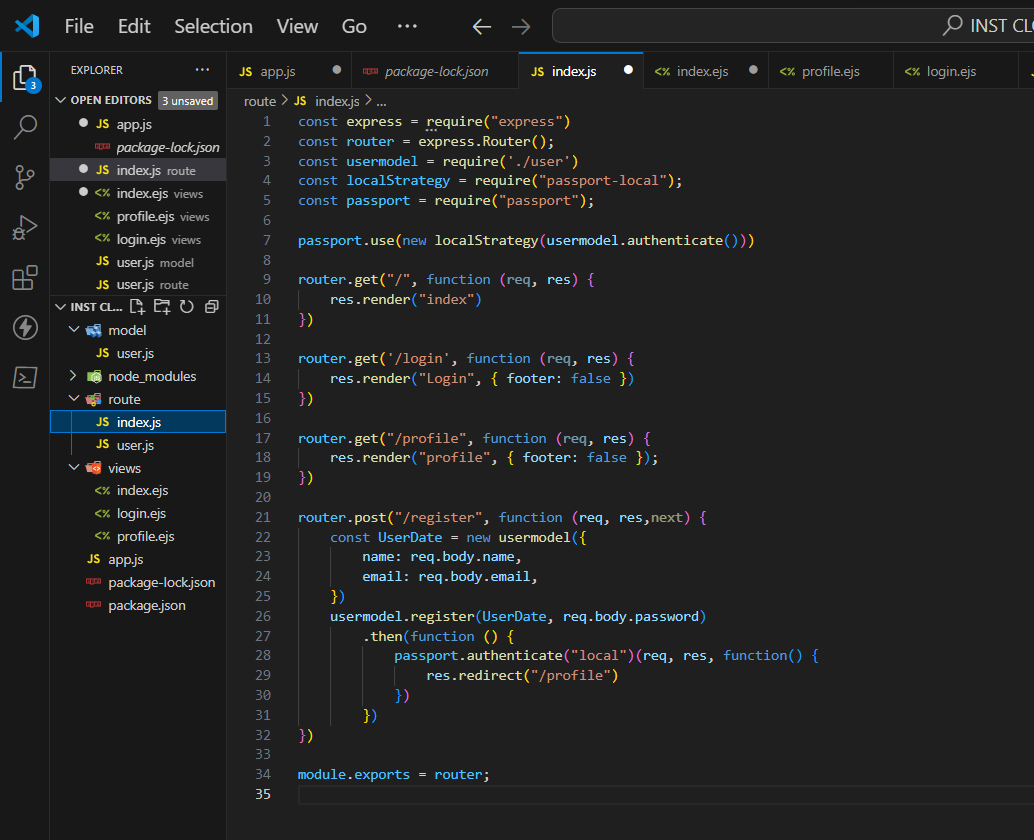 File Edit Selection View Go ··· INST CL
EXPLORER ···
OPEN EDITORS 3 unsaved
JS app.js
package-lock.json
JS index.js route
<% index.ejs views
<% profile.ejs views
<% login.ejs views
JS user.js model
JS user.js route
INST CL...
model
JS user.js
node_modules
route
JS index.js
JS user.js
views
<% index.ejs
<% login.ejs
<% profile.ejs
JS app.js
package-lock.json
package.json
3
JS app.js package-lock.json JS index.js <% index.ejs <% profile.ejs <% login.ejs
route > JS index.js > ...
1 const express = require("express")
2 const router = express.Router();
3 const usermodel = require('./user')
4 const localStrategy = require("passport-local");
5 const passport = require("passport");
6
7 passport.use(new localStrategy(usermodel.authenticate()))
8
9 router.get("/", function (req, res) {
10 res.render("index")
11 })
12
13 router.get('/login', function (req, res) {
14 res.render("Login", { footer: false })
15 })
16
17 router.get("/profile", function (req, res) {
18 res.render("profile", { footer: false });
19 })
20
21 router.post("/register", function (req, res,next) {
22 const UserDate = new usermodel({
23 name: req.body.name,
24 email: req.body.email,
25 })
26 usermodel.register(UserDate, req.body.password)
27 .then(function () {
28 passport.authenticate("local")(req, res, function() {
29 res.redirect("/profile")
30 })
31 })
32 })
33
34 module.exports = router;
35